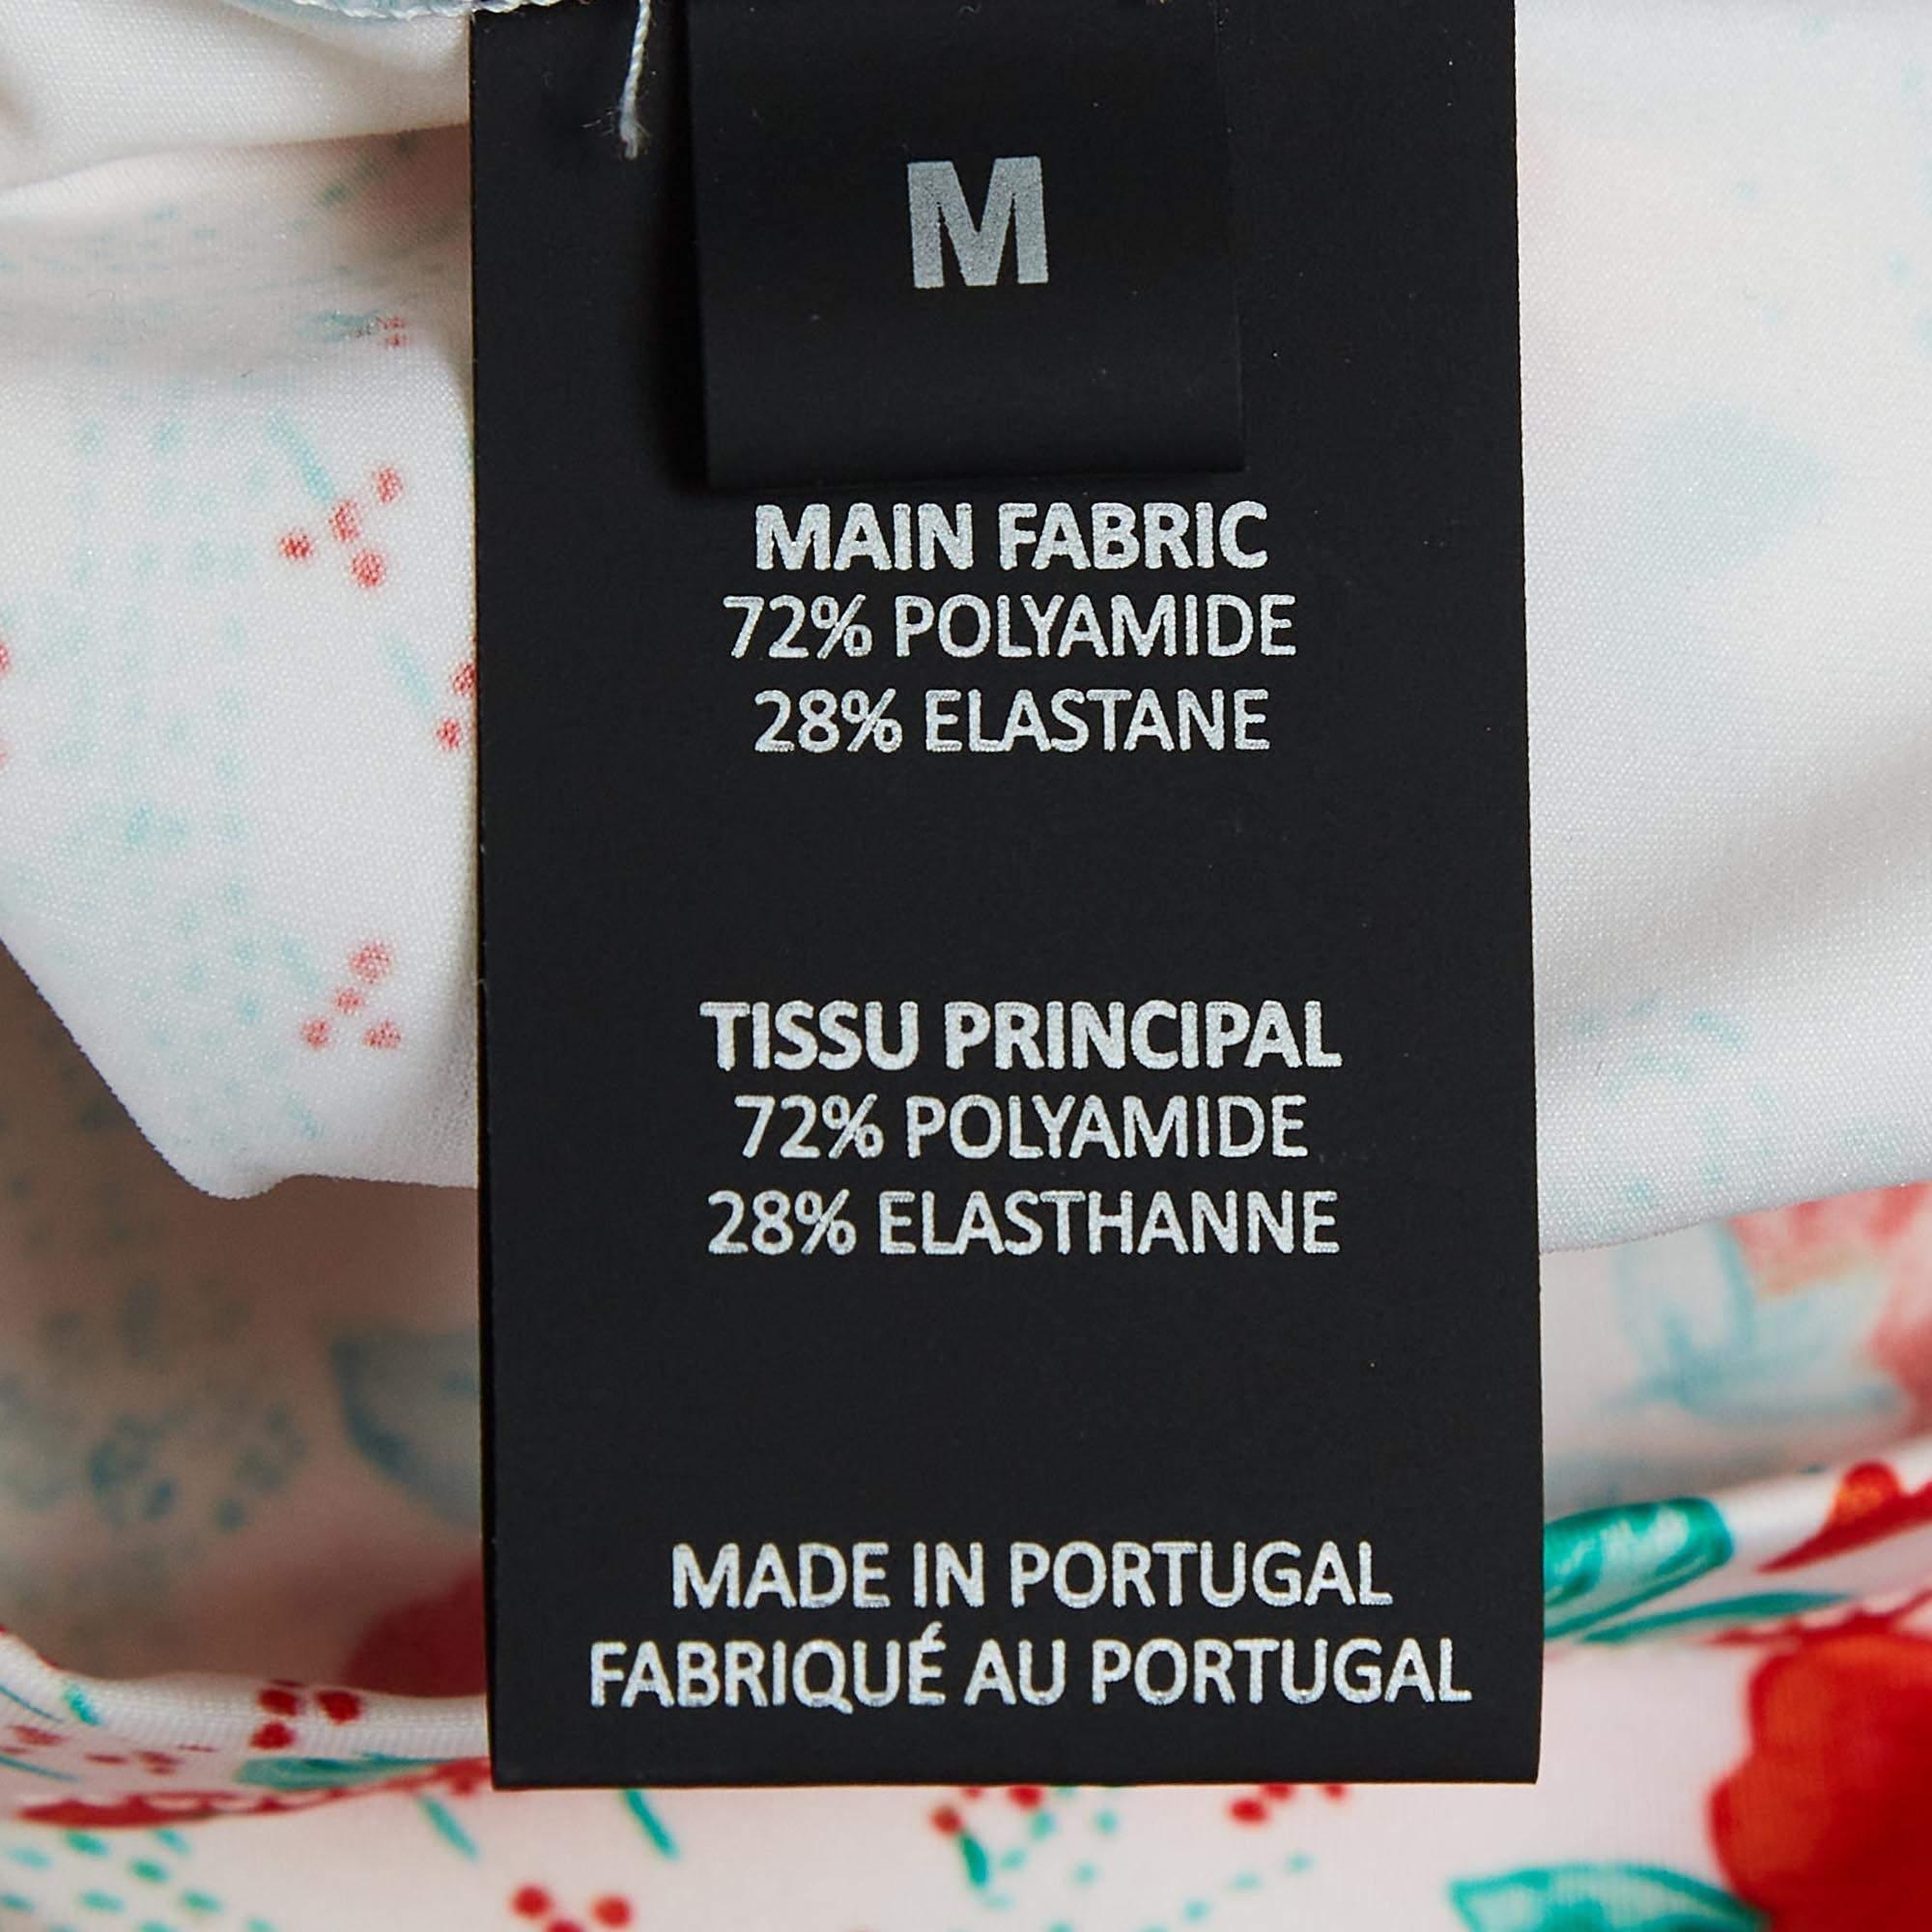 M
MAIN FABRIC
72% POLYAMIDE
28% ELASTANE
TISSU PRINCIPAL
72% POLYAMIDE
28% ELASTHANNE
MADE IN PORTUGAL
FABRIQUÉ AU PORTUGAL